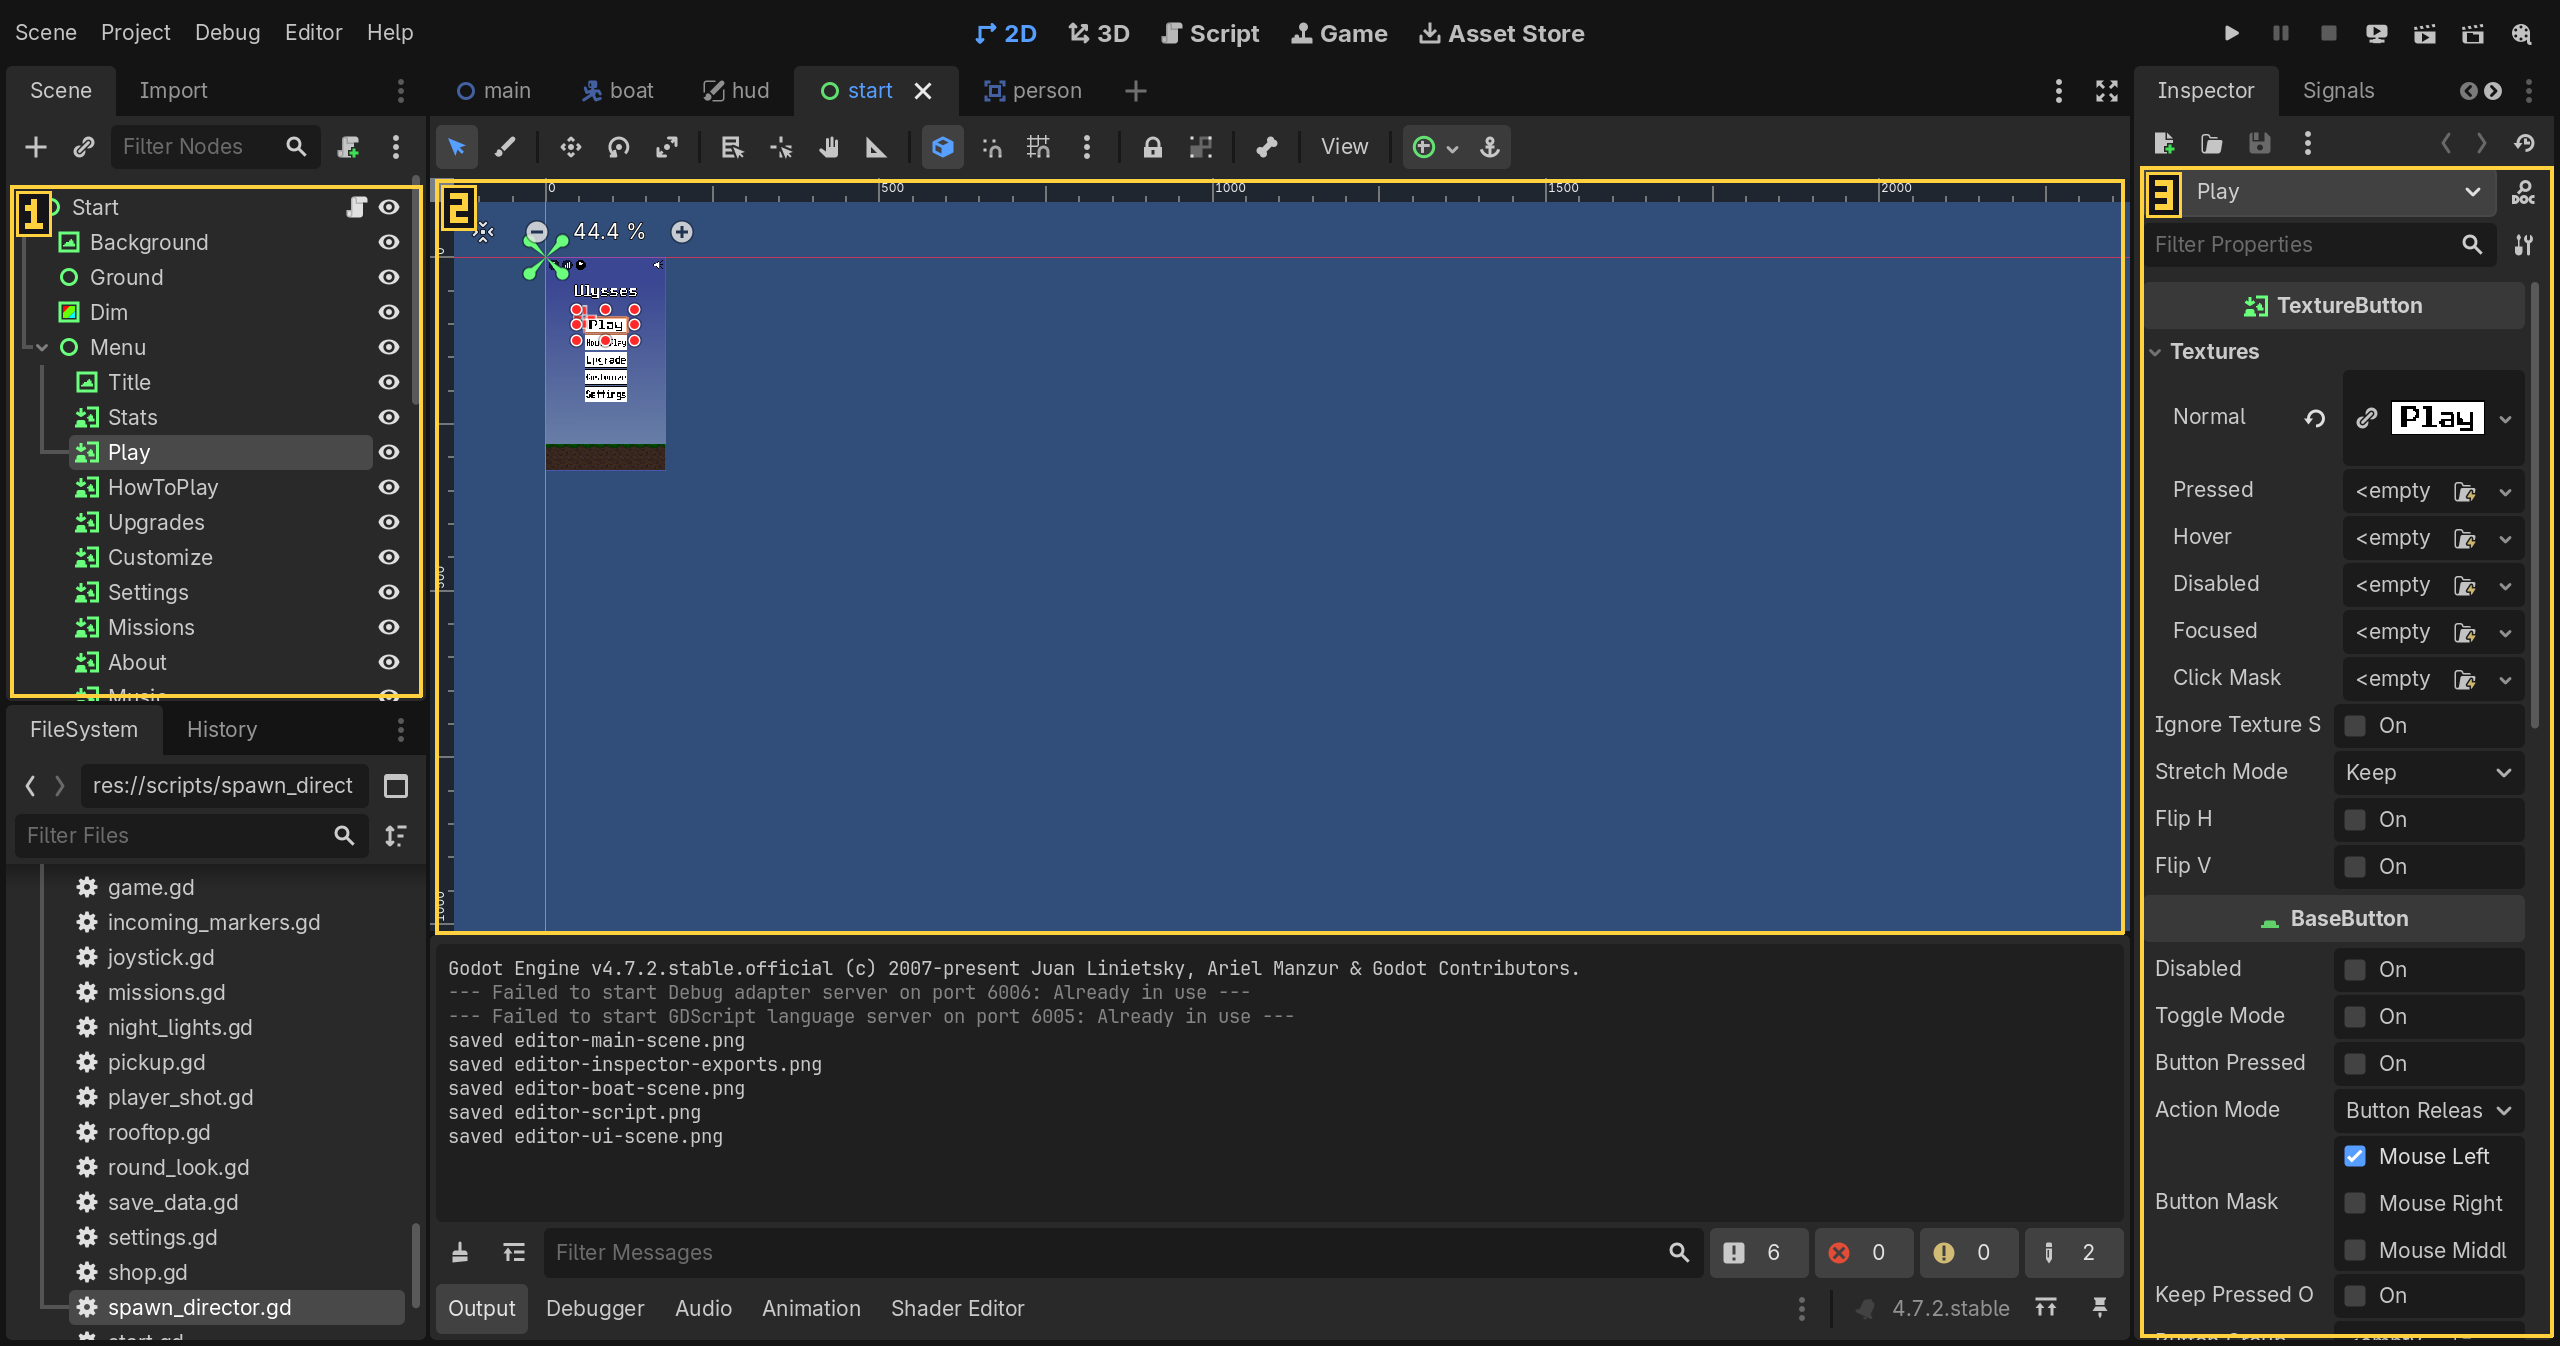 Scene Project Debug Editor Help
2D 3D Script Game Asset Store
Scene Import
main boat hud start person
Inspector Signals
Filter Nodes
View
1
Start
Background
Ground
Dim
Menu
Title
Stats
Play
HowToPlay
Upgrades
Customize
Settings
Missions
About
Music
FileSystem History
res://scripts/spawn_direct
Filter Files
game.gd
incoming_markers.gd
joystick.gd
missions.gd
night_lights.gd
pickup.gd
player_shot.gd
rooftop.gd
round_look.gd
save_data.gd
settings.gd
shop.gd
spawn_director.gd
start.gd
2
0 500 1000 1500 2000
0
500
1000
44.4 %
Ulysses
Play
Upgrade
Customize
Settings
Godot Engine v4.7.2.stable.official (c) 2007-present Juan Linietsky, Ariel Manzur & Godot Contributors.
--- Failed to start Debug adapter server on port 6006: Already in use ---
--- Failed to start GDScript language server on port 6005: Already in use ---
saved editor-main-scene.png
saved editor-inspector-exports.png
saved editor-boat-scene.png
saved editor-script.png
saved editor-ui-scene.png
Filter Messages 6 0 0 2
Output Debugger Audio Animation Shader Editor 4.7.2.stable
3
Play
DOC
Filter Properties
TextureButton
Textures
Normal Play
Pressed <empty
Hover <empty
Disabled <empty
Focused <empty
Click Mask <empty
Ignore Texture S On
Stretch Mode Keep
Flip H On
Flip V On
BaseButton
Disabled On
Toggle Mode On
Button Pressed On
Action Mode Button Releas
Mouse Left
Button Mask Mouse Right
Mouse Middl
Keep Pressed O On